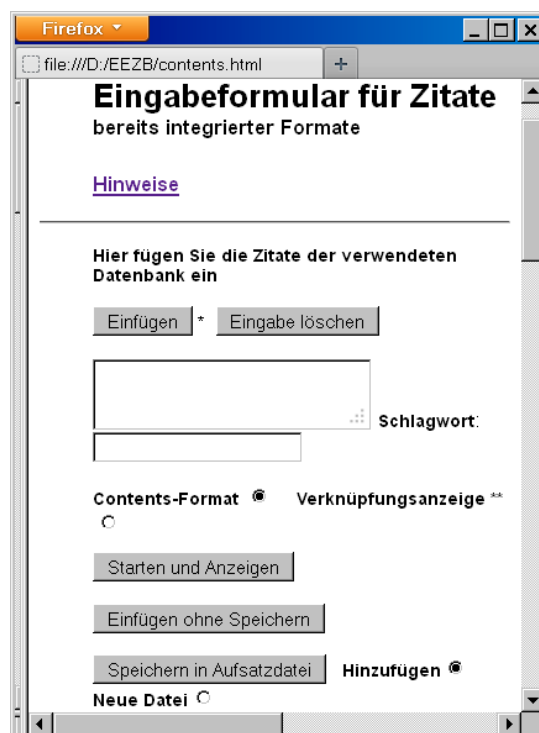 Firefox
file:///D:/EEZB/contents.html
Eingabeformular für Zitate
bereits integrierter Formate
Hinweise
Hier fügen Sie die Zitate der verwendeten
Datenbank ein
Einfügen * Eingabe löschen
Schlagwort:
Contents-Format Verknüpfungsanzeige **
Starten und Anzeigen
Einfügen ohne Speichern
Speichern in Aufsatzdatei Hinzufügen
Neue Datei